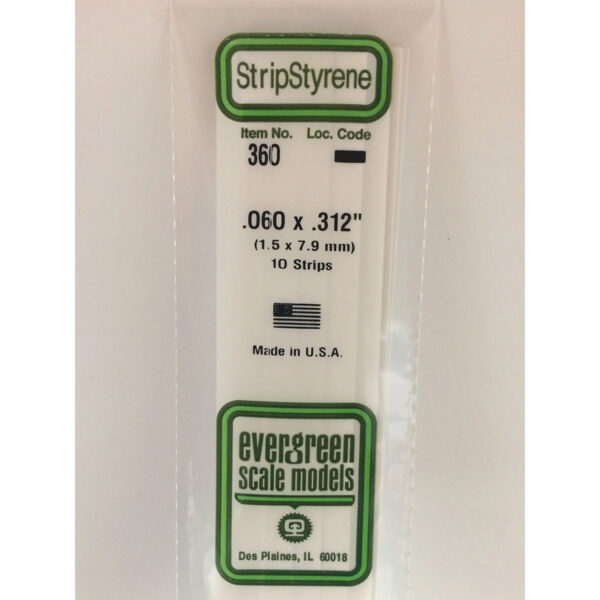 StripStyrene
Item No. Loc. Code
360
.060 x .312"
(1.5 x 7.9 mm)
10 Strips
Made in U.S.A.
evergreen
scale models
Des Plaines, IL 60018